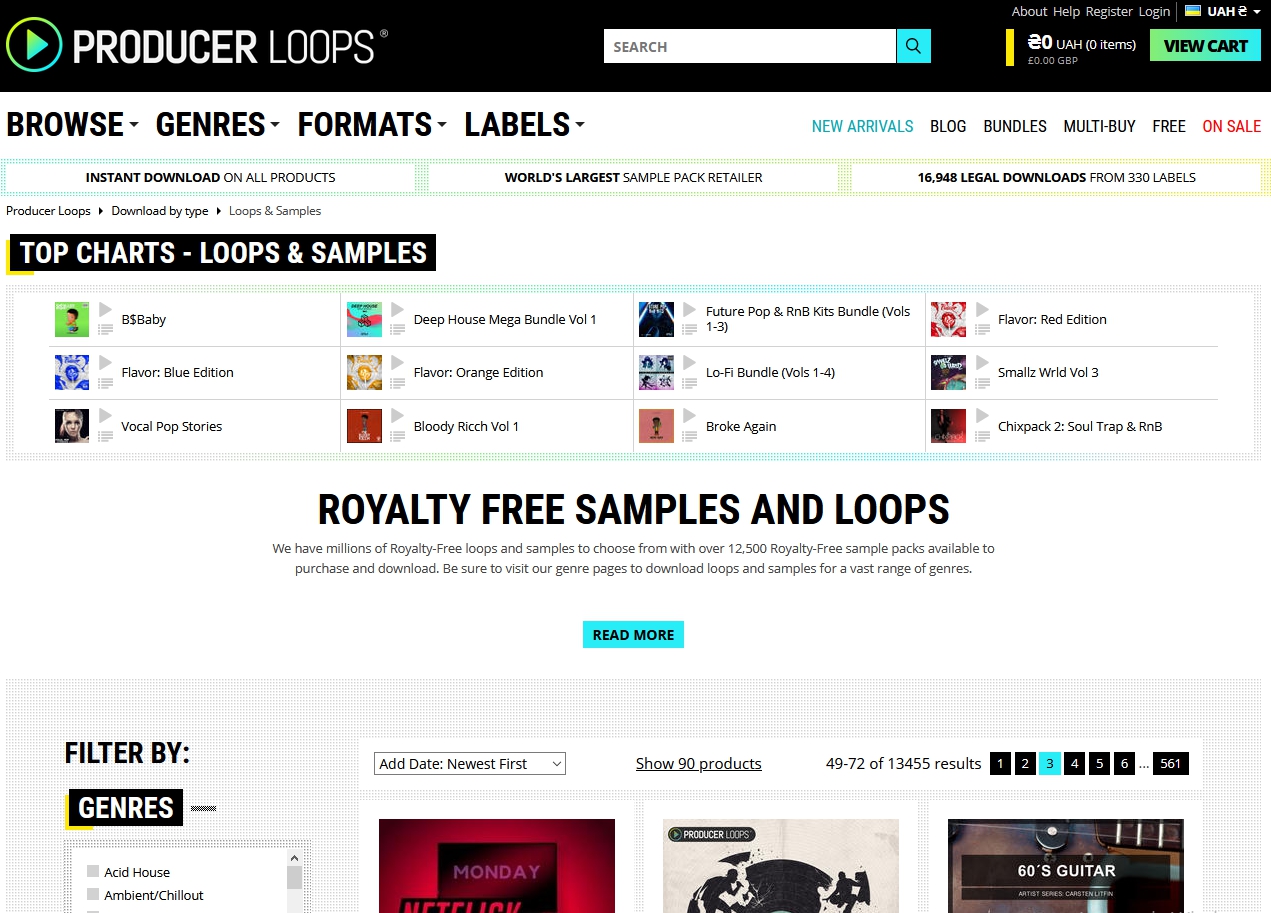 About Help Register Login UAH ₴
PRODUCER LOOPS®
SEARCH
₴0 UAH (0 items)
£0.00 GBP
VIEW CART
BROWSE GENRES FORMATS LABELS
NEW ARRIVALS BLOG BUNDLES MULTI-BUY FREE ON SALE
INSTANT DOWNLOAD ON ALL PRODUCTS
WORLD'S LARGEST SAMPLE PACK RETAILER
16,948 LEGAL DOWNLOADS FROM 330 LABELS
Producer Loops Download by type Loops & Samples
TOP CHARTS - LOOPS & SAMPLES
B$Baby
Deep House Mega Bundle Vol 1
Future Pop & RnB Kits Bundle (Vols
1-3)
Flavor: Red Edition
Flavor: Blue Edition
Flavor: Orange Edition
Lo-Fi Bundle (Vols 1-4)
Smallz Wrld Vol 3
Vocal Pop Stories
Bloody Ricch Vol 1
Broke Again
Chixpack 2: Soul Trap & RnB
ROYALTY FREE SAMPLES AND LOOPS
We have millions of Royalty-Free loops and samples to choose from with over 12,500 Royalty-Free sample packs available to
purchase and download. Be sure to visit our genre pages to download loops and samples for a vast range of genres.
READ MORE
FILTER BY:
Add Date: Newest First
Show 90 products
49-72 of 13455 results 1 2 3 4 5 6 ... 561
GENRES
Acid House
Ambient/Chillout
MONDAY
NETFLICK
PRODUCER LOOPS
60´S GUITAR
ARTIST SERIES: CARSTEN LITFIN